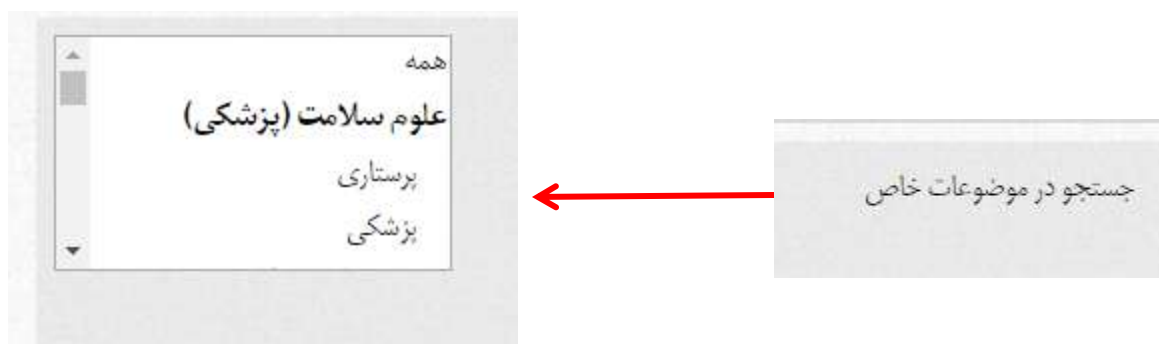 جستجو در موضوعات خاص
همه
علوم سلامت (پزشکی)
پرستاری
پزشکی